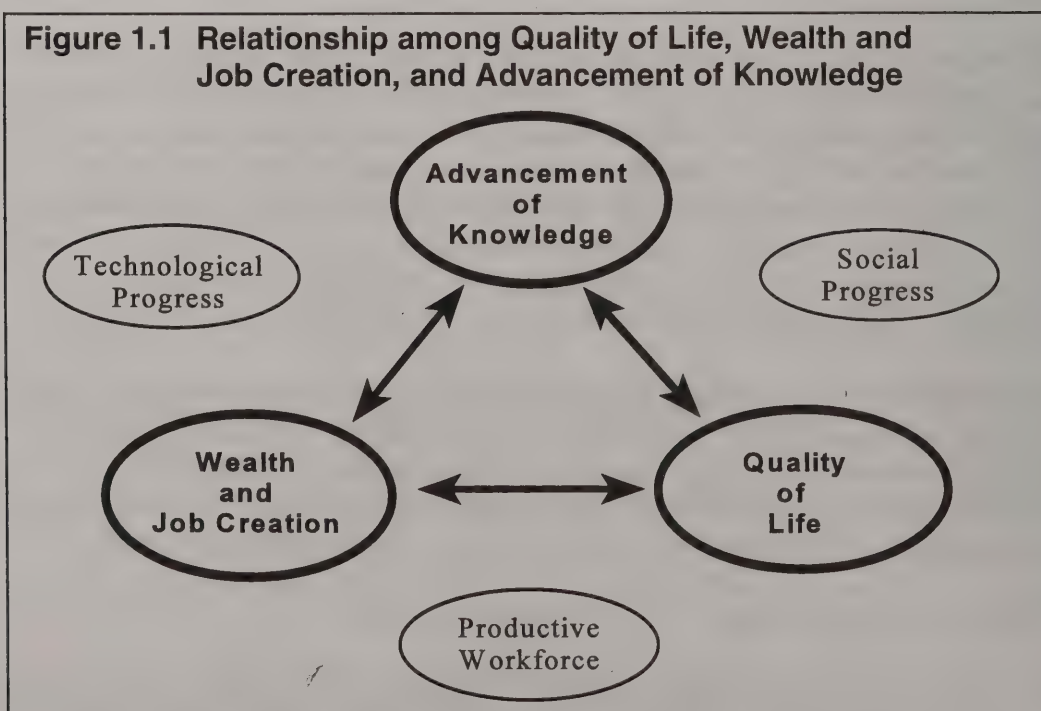 Figure 1.1 Relationship among Quality of Life, Wealth and
Job Creation, and Advancement of Knowledge
Advancement
of
Knowledge
Technological
Progress
Social
Progress
Wealth
and
Job Creation
Quality
of
Life
Productive
Workforce